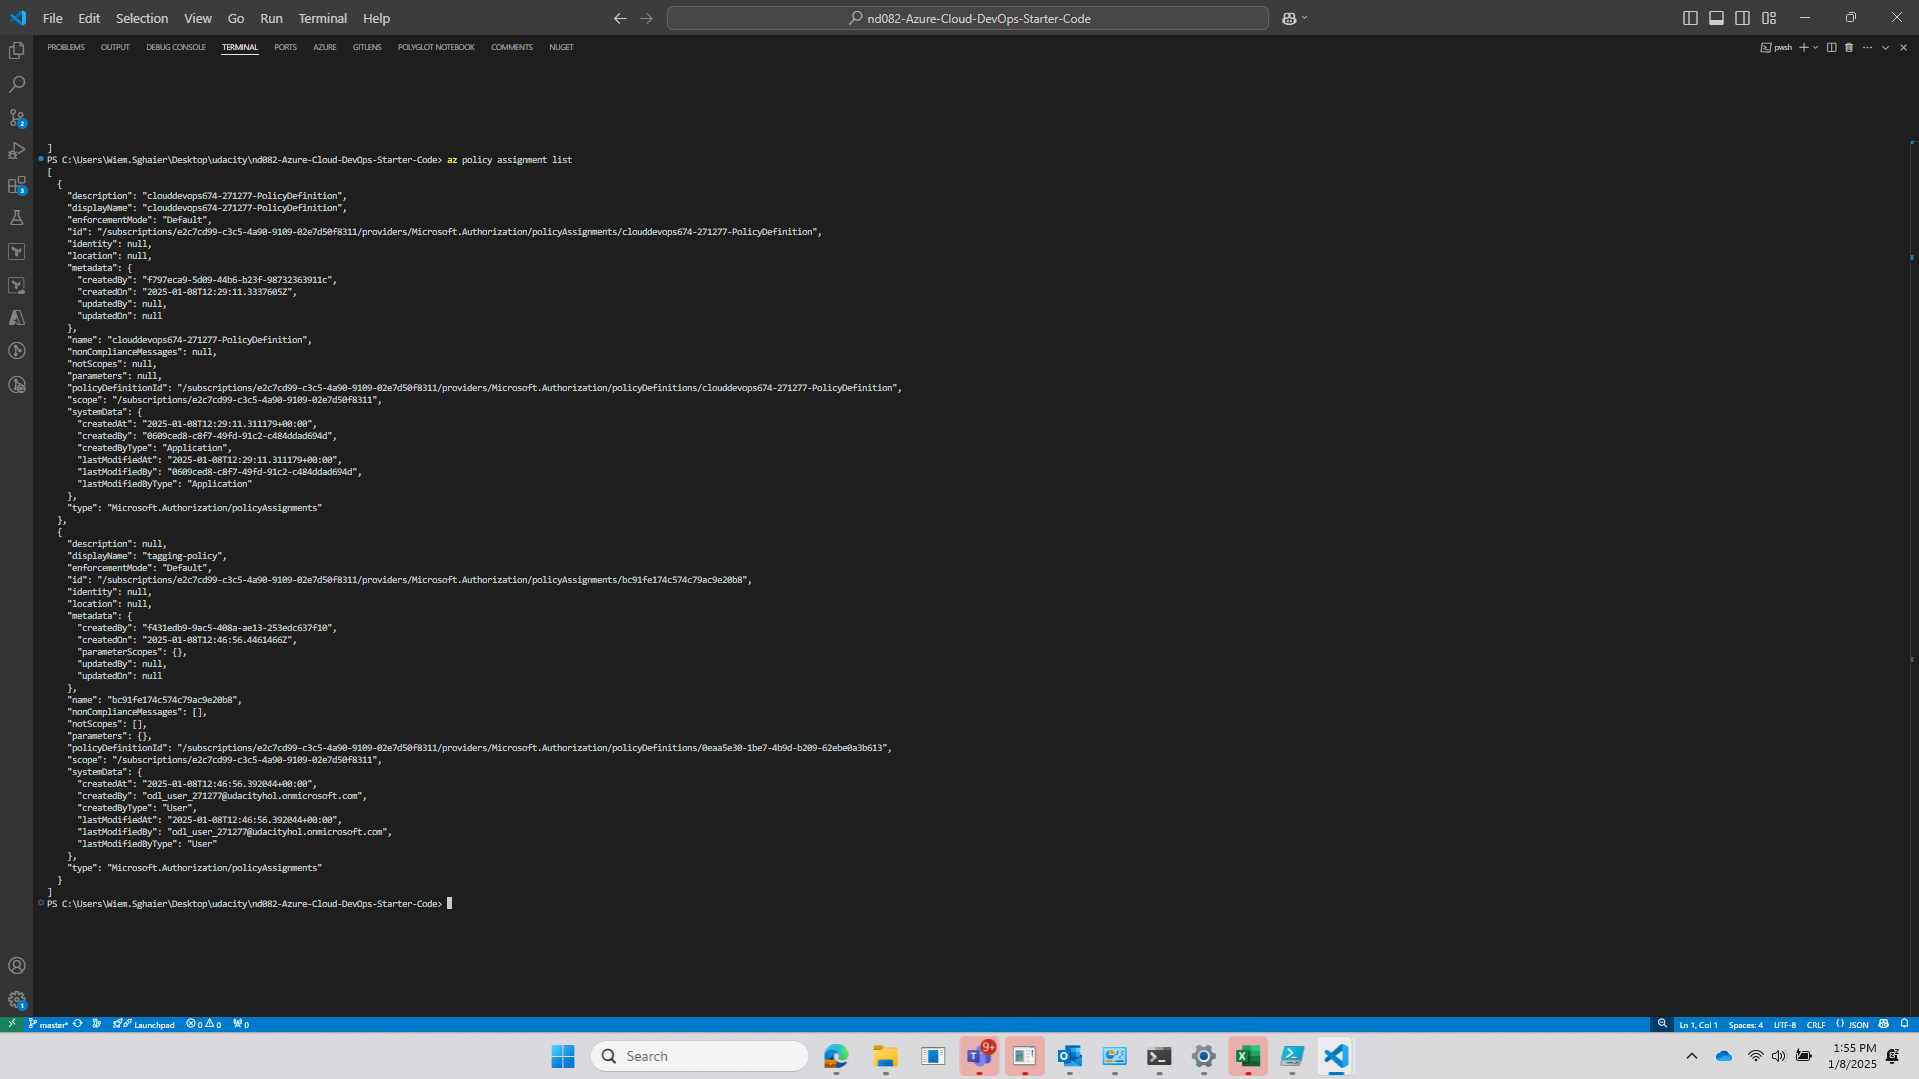 File Edit Selection View Go Run Terminal Help
nd082-Azure-Cloud-DevOps-Starter-Code
PROBLEMS OUTPUT DEBUG CONSOLE TERMINAL PORTS AZURE GITLENS POLYGLOT NOTEBOOK COMMENTS NUGET
pwsh
]
PS C:\Users\Wiem.Sghaier\Desktop\udacity\nd082-Azure-Cloud-DevOps-Starter-Code> az policy assignment list
[
{
"description": "clouddevops674-271277-PolicyDefinition",
"displayName": "clouddevops674-271277-PolicyDefinition",
"enforcementMode": "Default",
"id": "/subscriptions/e2c7cd99-c3c5-4a90-9109-02e7d50f8311/providers/Microsoft.Authorization/policyAssignments/clouddevops674-271277-PolicyDefinition",
"identity": null,
"location": null,
"metadata": {
"createdBy": "f797eca9-5d09-44b6-b23f-98732363911c",
"createdOn": "2025-01-08T12:29:11.3337605Z",
"updatedBy": null,
"updatedOn": null
},
"name": "clouddevops674-271277-PolicyDefinition",
"nonComplianceMessages": null,
"notScopes": null,
"parameters": null,
"policyDefinitionId": "/subscriptions/e2c7cd99-c3c5-4a90-9109-02e7d50f8311/providers/Microsoft.Authorization/policyDefinitions/clouddevops674-271277-PolicyDefinition",
"scope": "/subscriptions/e2c7cd99-c3c5-4a90-9109-02e7d50f8311",
"systemData": {
"createdAt": "2025-01-08T12:29:11.311179+00:00",
"createdBy": "0609ced8-c8f7-49fd-91c2-c484ddad694d",
"createdByType": "Application",
"lastModifiedAt": "2025-01-08T12:29:11.311179+00:00",
"lastModifiedBy": "0609ced8-c8f7-49fd-91c2-c484ddad694d",
"lastModifiedByType": "Application"
},
"type": "Microsoft.Authorization/policyAssignments"
},
{
"description": null,
"displayName": "tagging-policy",
"enforcementMode": "Default",
"id": "/subscriptions/e2c7cd99-c3c5-4a90-9109-02e7d50f8311/providers/Microsoft.Authorization/policyAssignments/bc91fe174c574c79ac9e20b8",
"identity": null,
"location": null,
"metadata": {
"createdBy": "f431edb9-9ac5-408a-ae13-253edc637f10",
"createdOn": "2025-01-08T12:46:56.4461466Z",
"parameterScopes": {},
"updatedBy": null,
"updatedOn": null
},
"name": "bc91fe174c574c79ac9e20b8",
"nonComplianceMessages": [],
"notScopes": [],
"parameters": {},
"policyDefinitionId": "/subscriptions/e2c7cd99-c3c5-4a90-9109-02e7d50f8311/providers/Microsoft.Authorization/policyDefinitions/0eaa5e30-1be7-4b9d-b209-62ebe0a3b613",
"scope": "/subscriptions/e2c7cd99-c3c5-4a90-9109-02e7d50f8311",
"systemData": {
"createdAt": "2025-01-08T12:46:56.392044+00:00",
"createdBy": "odl_user_271277@udacityhol.onmicrosoft.com",
"createdByType": "User",
"lastModifiedAt": "2025-01-08T12:46:56.392044+00:00",
"lastModifiedBy": "odl_user_271277@udacityhol.onmicrosoft.com",
"lastModifiedByType": "User"
},
"type": "Microsoft.Authorization/policyAssignments"
}
]
PS C:\Users\Wiem.Sghaier\Desktop\udacity\nd082-Azure-Cloud-DevOps-Starter-Code>
master* Launchpad 0 0 0 Ln 1, Col 1 Spaces: 4 UTF-8 CRLF {} JSON
Search 9+
1:55 PM
1/8/2025